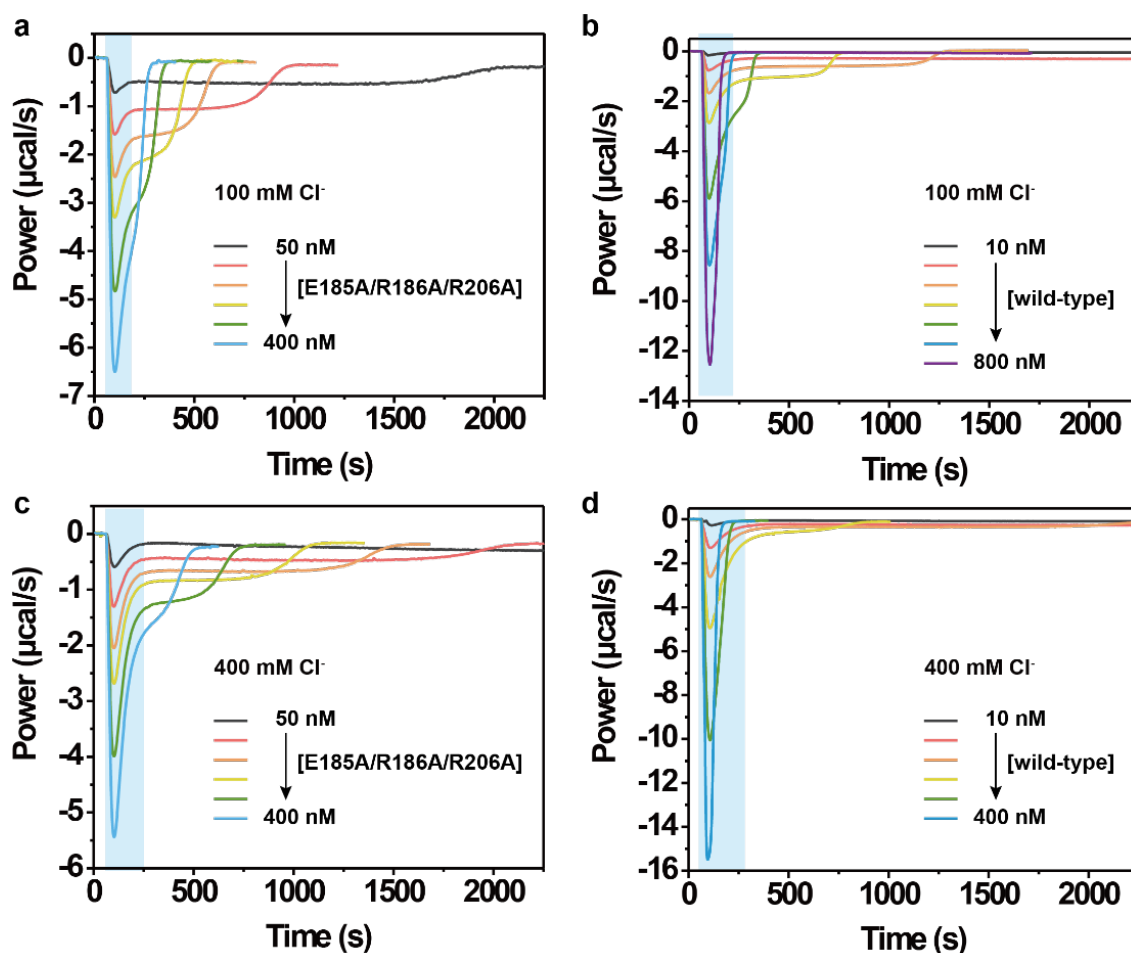 a
0
-1
-2
-3
-4
-5
-6
-7
Power (µcal/s)
100 mM Cl-
50 nM
[E185A/R186A/R206A]
400 nM
0 500 1000 1500 2000
Time (s)
b
0
-2
-4
-6
-8
-10
-12
-14
Power (µcal/s)
100 mM Cl-
10 nM
[wild-type]
800 nM
0 500 1000 1500 2000
Time (s)
c
0
-1
-2
-3
-4
-5
-6
Power (µcal/s)
400 mM Cl-
50 nM
[E185A/R186A/R206A]
400 nM
0 500 1000 1500 2000
Time (s)
d
0
-2
-4
-6
-8
-10
-12
-14
-16
Power (µcal/s)
400 mM Cl-
10 nM
[wild-type]
400 nM
0 500 1000 1500 2000
Time (s)